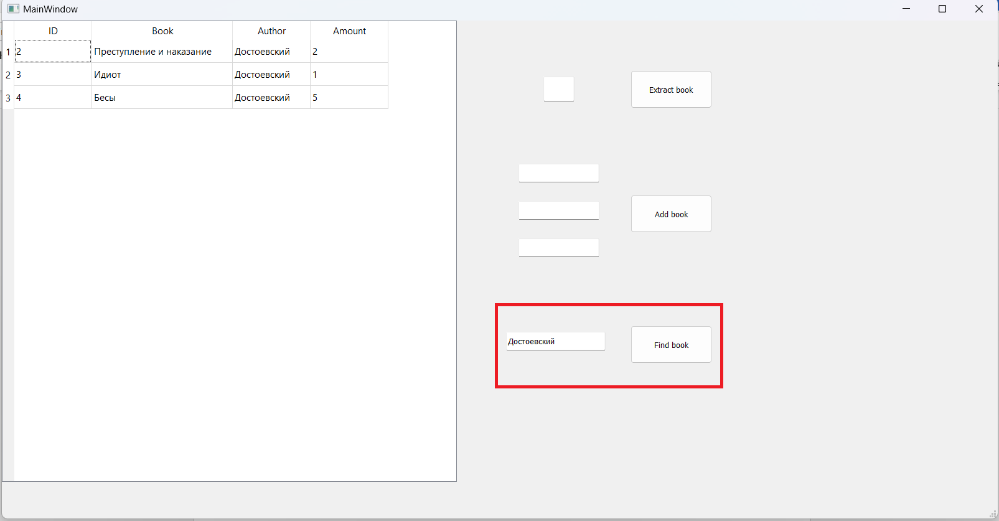 MainWindow
ID Book Author Amount
1 2 Преступление и наказание Достоевский 2
2 3 Идиот Достоевский 1
3 4 Бесы Достоевский 5
Extract book
Add book
Достоевский Find book